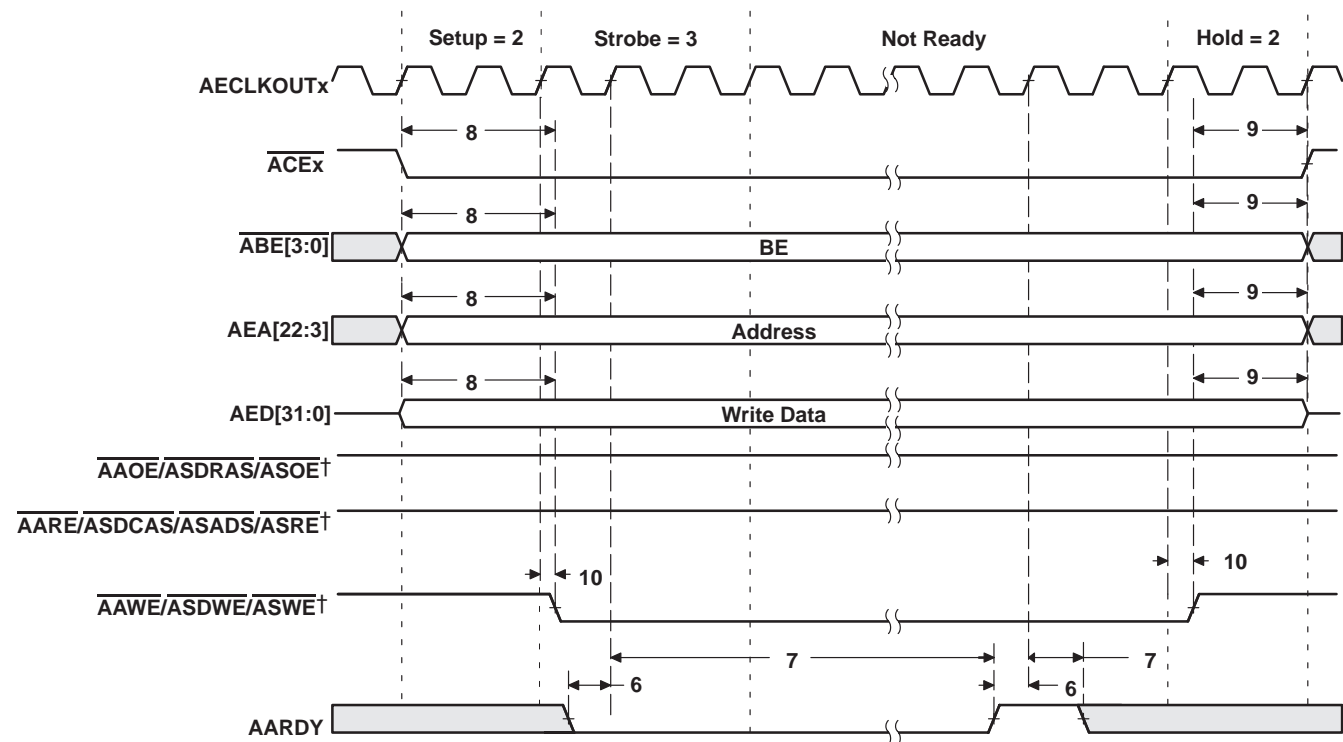 Setup = 2 Strobe = 3 Not Ready Hold = 2
AECLKOUTx
8 9
ACEx
8 9
ABE[3:0] BE
8 9
AEA[22:3] Address
8 9
AED[31:0] Write Data
AAOE/ASDRAS/ASOE†
AARE/ASDCAS/ASADS/ASRE†
10 10
AAWE/ASDWE/ASWE†
7 7
6 6
AARDY